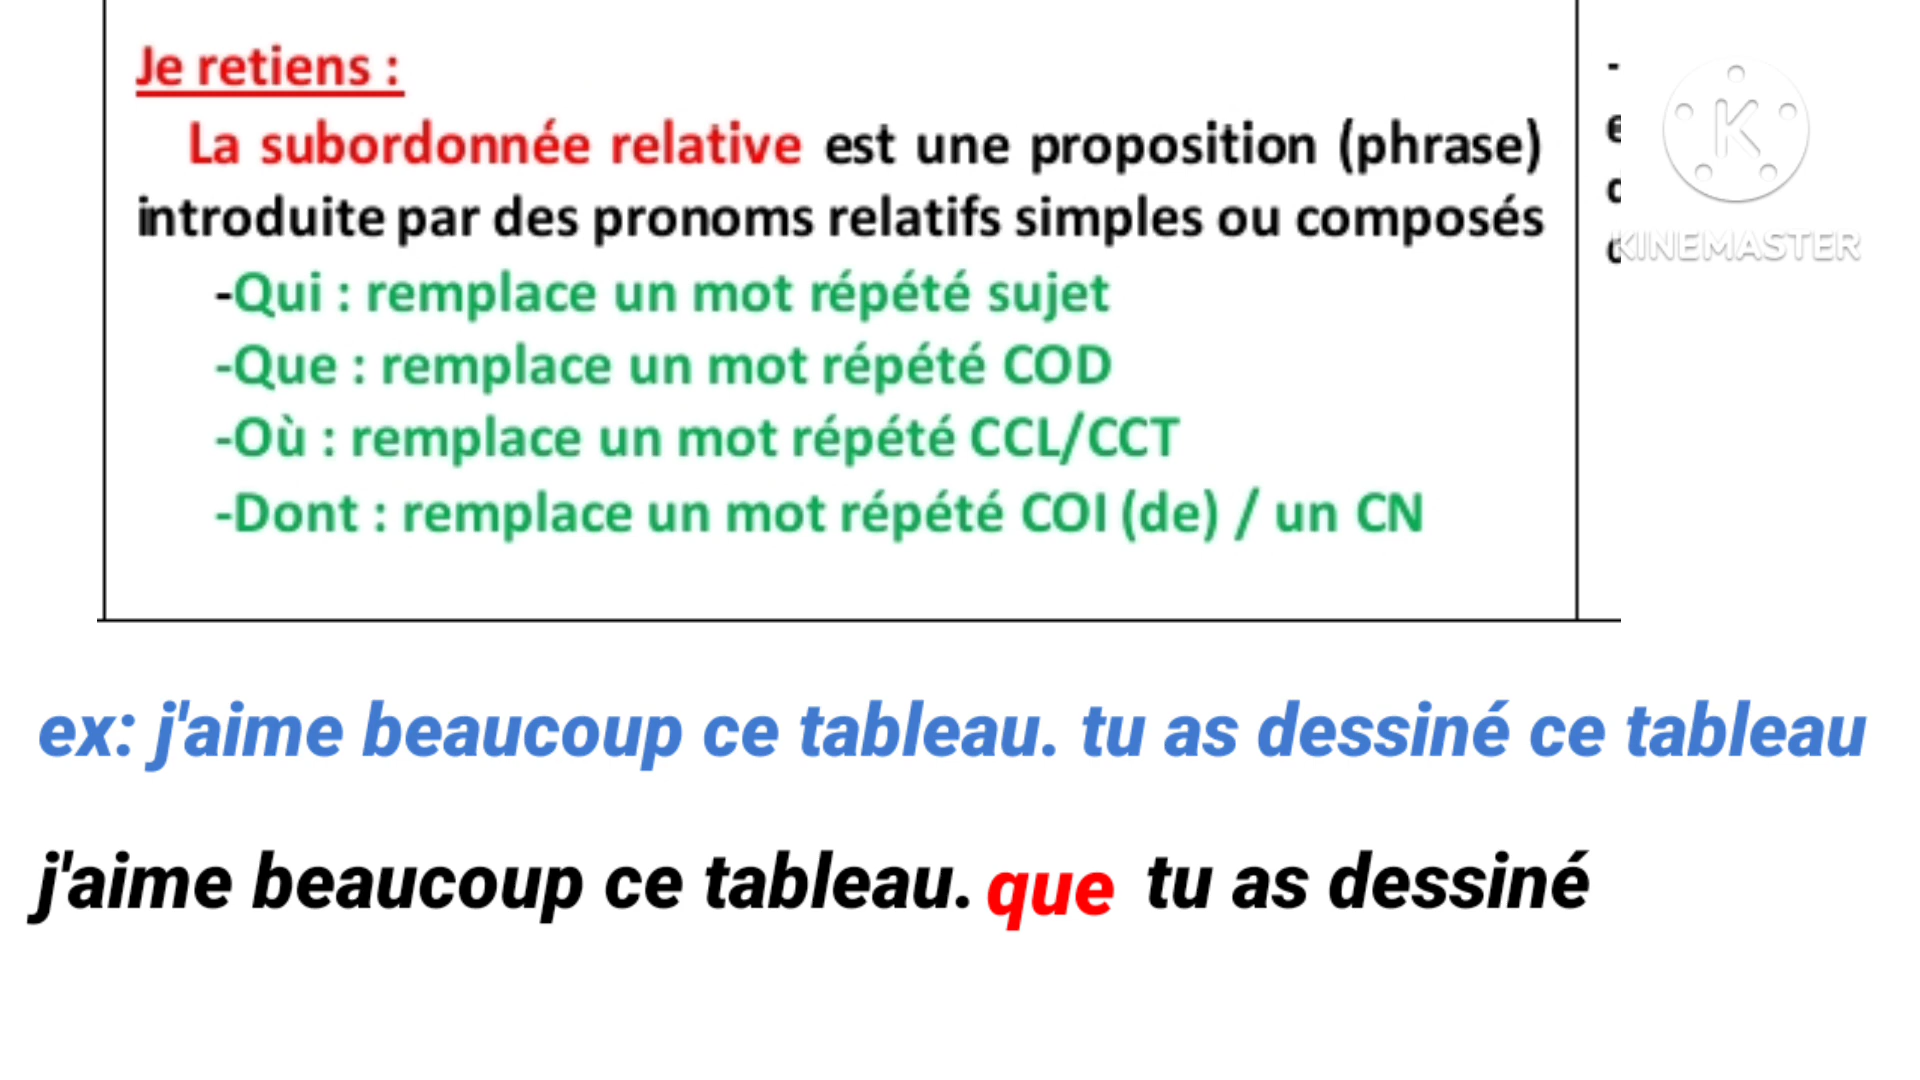 Je retiens :
La subordonnée relative est une proposition (phrase)
introduite par des pronoms relatifs simples ou composés
-Qui : remplace un mot répété sujet
-Que : remplace un mot répété COD
-Où : remplace un mot répété CCL/CCT
-Dont : remplace un mot répété COI (de) / un CN
KINEMASTER
ex: j'aime beaucoup ce tableau. tu as dessiné ce tableau
j'aime beaucoup ce tableau. que tu as dessiné